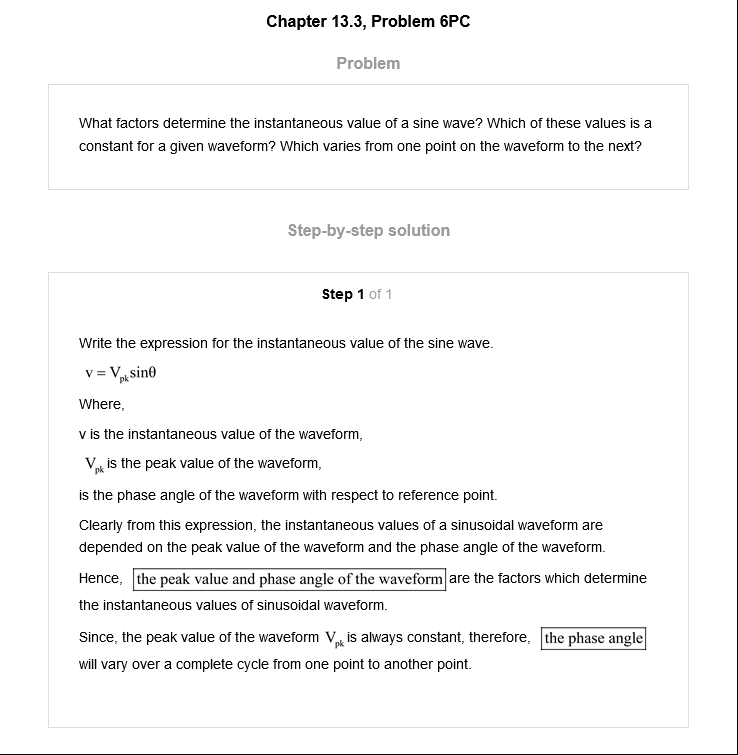 Chapter 13.3, Problem 6PC
Problem
What factors determine the instantaneous value of a sine wave? Which of these values is a
constant for a given waveform? Which varies from one point on the waveform to the next?
Step-by-step solution
Step 1 of 1
Write the expression for the instantaneous value of the sine wave.
v = Vpk sinθ
Where,
v is the instantaneous value of the waveform,
Vpk is the peak value of the waveform,
is the phase angle of the waveform with respect to reference point.
Clearly from this expression, the instantaneous values of a sinusoidal waveform are
depended on the peak value of the waveform and the phase angle of the waveform.
Hence, the peak value and phase angle of the waveform are the factors which determine
the instantaneous values of sinusoidal waveform.
Since, the peak value of the waveform Vpk is always constant, therefore, the phase angle
will vary over a complete cycle from one point to another point.